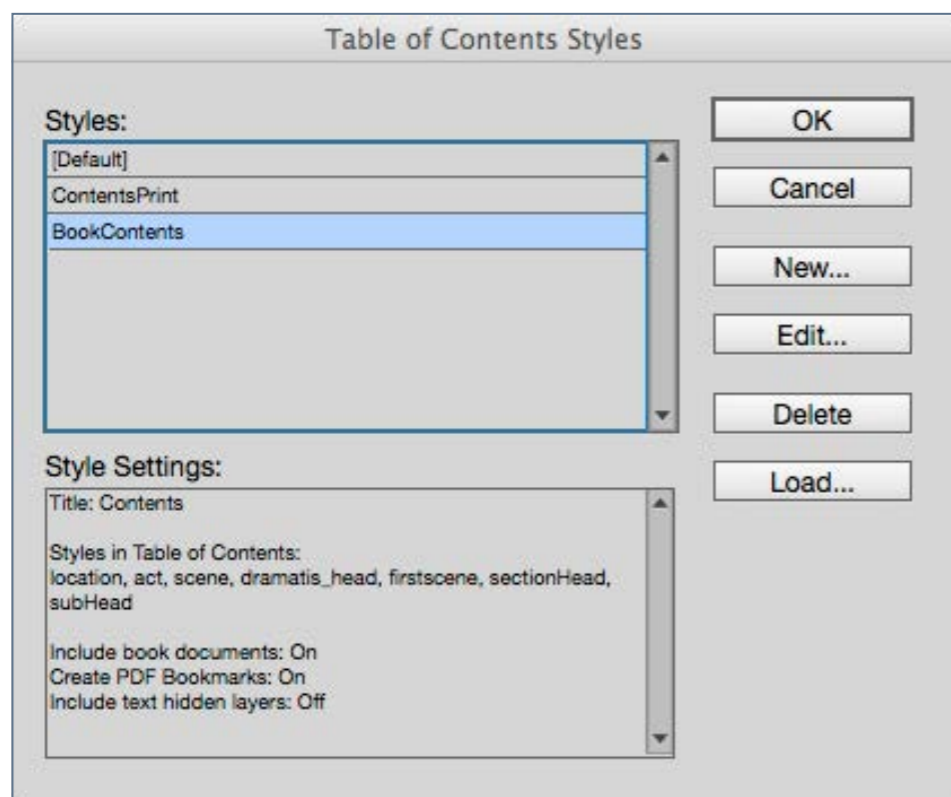 Table of Contents Styles
Styles:
[Default]
ContentsPrint
BookContents
OK
Cancel
New...
Edit...
Delete
Load...
Style Settings:
Title: Contents
Styles in Table of Contents:
location, act, scene, dramatis_head, firstscene, sectionHead,
subHead
Include book documents: On
Create PDF Bookmarks: On
Include text hidden layers: Off